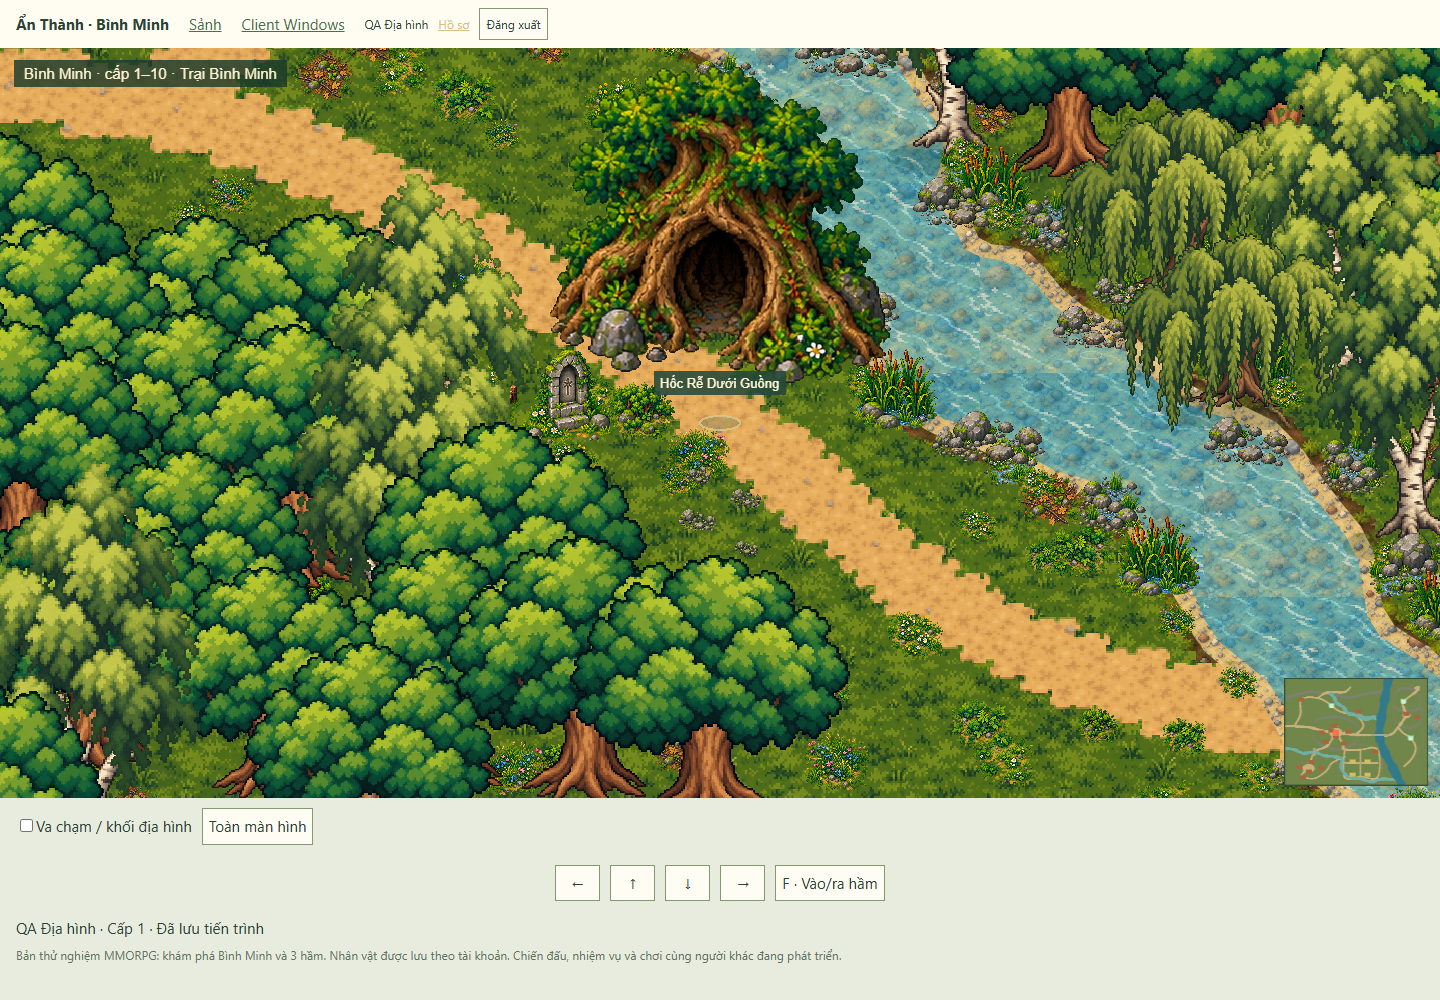 Ẩn Thành · Bình Minh Sảnh Client Windows QA Địa hình Hồ sơ Đăng xuất
Bình Minh · cấp 1–10 · Trại Bình Minh
Hốc Rễ Dưới Guồng
Va chạm / khối địa hình Toàn màn hình
← ↑ ↓ → F · Vào/ra hầm
QA Địa hình · Cấp 1 · Đã lưu tiến trình
Bản thử nghiệm MMORPG: khám phá Bình Minh và 3 hầm. Nhân vật được lưu theo tài khoản. Chiến đấu, nhiệm vụ và chơi cùng người khác đang phát triển.